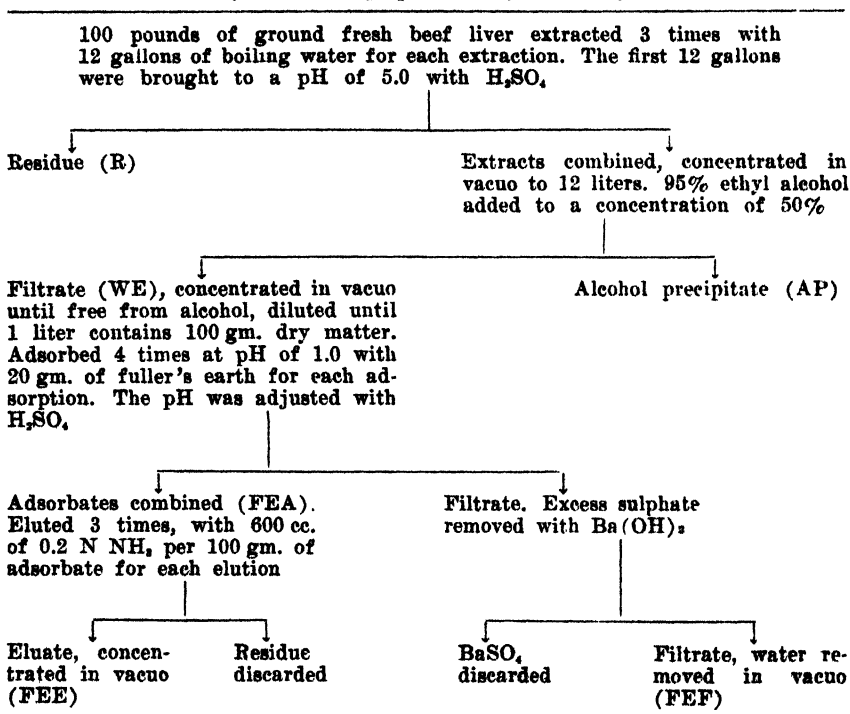 100 pounds of ground fresh beef liver extracted 3 times with
12 gallons of boiling water for each extraction. The first 12 gallons
were brought to a pH of 5.0 with H₂SO₄
Residue (R)
Extracts combined, concentrated in
vacuo to 12 liters. 95% ethyl alcohol
added to a concentration of 50%
Filtrate (WE), concentrated in vacuo
until free from alcohol, diluted until
1 liter contains 100 gm. dry matter.
Adsorbed 4 times at pH of 1.0 with
20 gm. of fuller's earth for each ad-
sorption. The pH was adjusted with
H₂SO₄
Alcohol precipitate (AP)
Adsorbates combined (FEA).
Eluted 3 times, with 600 cc.
of 0.2 N NH₃ per 100 gm. of
adsorbate for each elution
Filtrate. Excess sulphate
removed with Ba(OH)₂
Eluate, concen-
trated in vacuo
(FEE)
Residue
discarded
BaSO₄
discarded
Filtrate, water re-
moved in vacuo
(FEF)